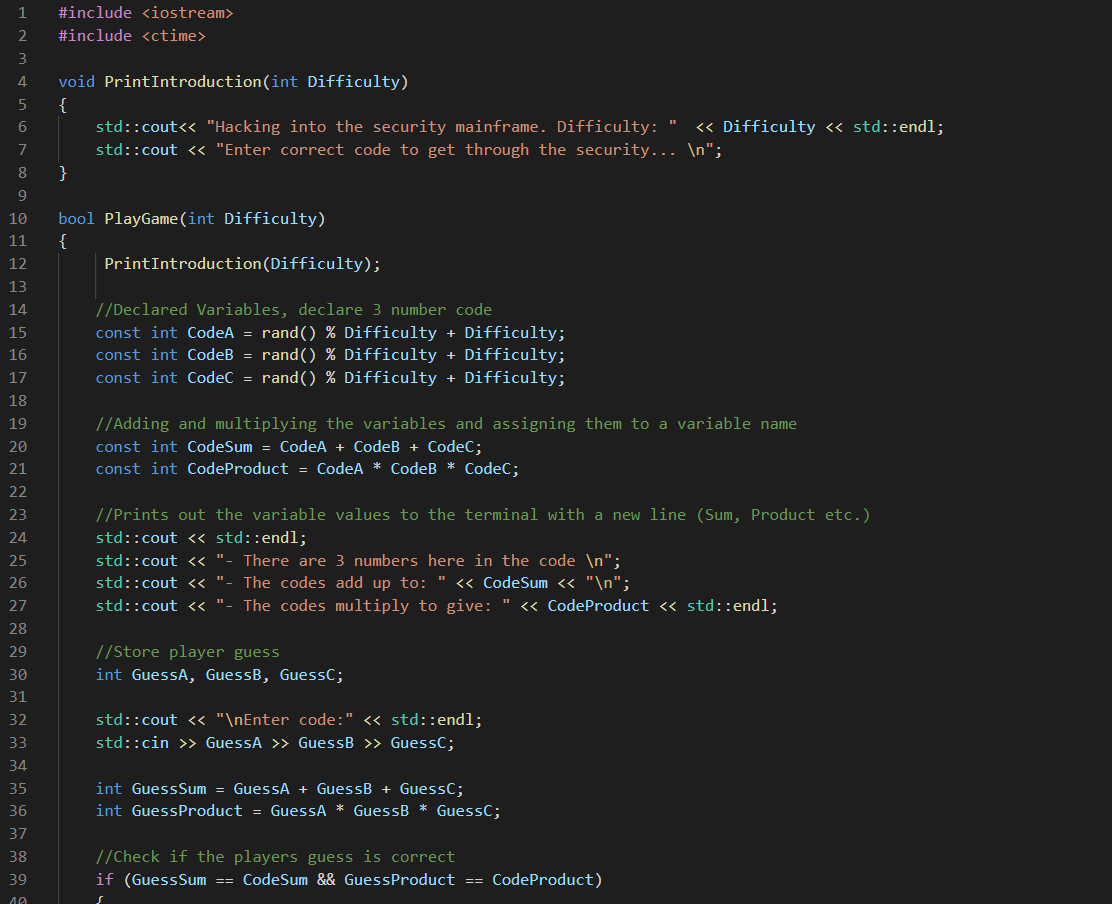 1 #include <iostream>
2 #include <ctime>
3
4 void PrintIntroduction(int Difficulty)
5 {
6     std::cout<< "Hacking into the security mainframe. Difficulty: "  << Difficulty << std::endl;
7     std::cout << "Enter correct code to get through the security... \n";
8 }
9
10 bool PlayGame(int Difficulty)
11 {
12      PrintIntroduction(Difficulty);
13
14     //Declared Variables, declare 3 number code
15     const int CodeA = rand() % Difficulty + Difficulty;
16     const int CodeB = rand() % Difficulty + Difficulty;
17     const int CodeC = rand() % Difficulty + Difficulty;
18
19     //Adding and multiplying the variables and assigning them to a variable name
20     const int CodeSum = CodeA + CodeB + CodeC;
21     const int CodeProduct = CodeA * CodeB * CodeC;
22
23     //Prints out the variable values to the terminal with a new line (Sum, Product etc.)
24     std::cout << std::endl;
25     std::cout << "- There are 3 numbers here in the code \n";
26     std::cout << "- The codes add up to: " << CodeSum << "\n";
27     std::cout << "- The codes multiply to give: " << CodeProduct << std::endl;
28
29     //Store player guess
30     int GuessA, GuessB, GuessC;
31
32     std::cout << "\nEnter code:" << std::endl;
33     std::cin >> GuessA >> GuessB >> GuessC;
34
35     int GuessSum = GuessA + GuessB + GuessC;
36     int GuessProduct = GuessA * GuessB * GuessC;
37
38     //Check if the players guess is correct
39     if (GuessSum == CodeSum && GuessProduct == CodeProduct)
40     {